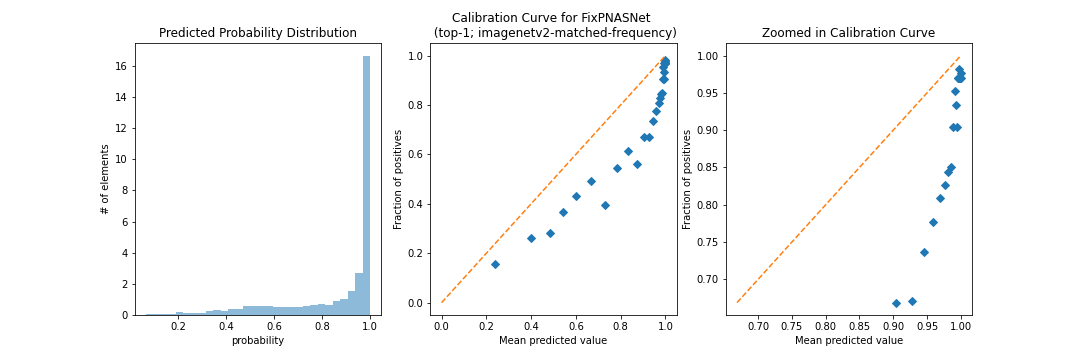 Predicted Probability Distribution
# of elements
16
14
12
10
8
6
4
2
0
0.2 0.4 0.6 0.8 1.0
probability
Calibration Curve for FixPNASNet
(top-1; imagenetv2-matched-frequency)
Fraction of positives
1.0
0.8
0.6
0.4
0.2
0.0
0.0 0.2 0.4 0.6 0.8 1.0
Mean predicted value
Zoomed in Calibration Curve
Fraction of positives
1.00
0.95
0.90
0.85
0.80
0.75
0.70
0.70 0.75 0.80 0.85 0.90 0.95 1.00
Mean predicted value